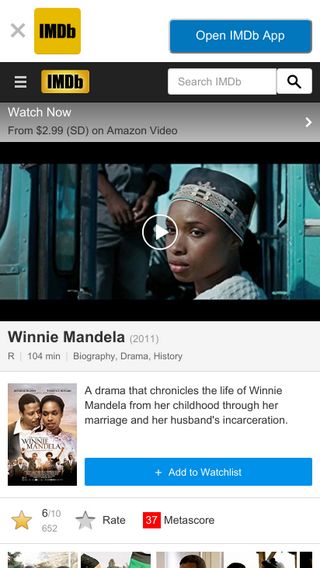 IMDb
Open IMDb App
IMDb
Search IMDb
Watch Now
From $2.99 (SD) on Amazon Video
Winnie Mandela (2011)
R | 104 min | Biography, Drama, History
A drama that chronicles the life of Winnie
Mandela from her childhood through her
marriage and her husband's incarceration.
WINNIE MANDELA
+ Add to Watchlist
6/10
652
Rate
37 Metascore